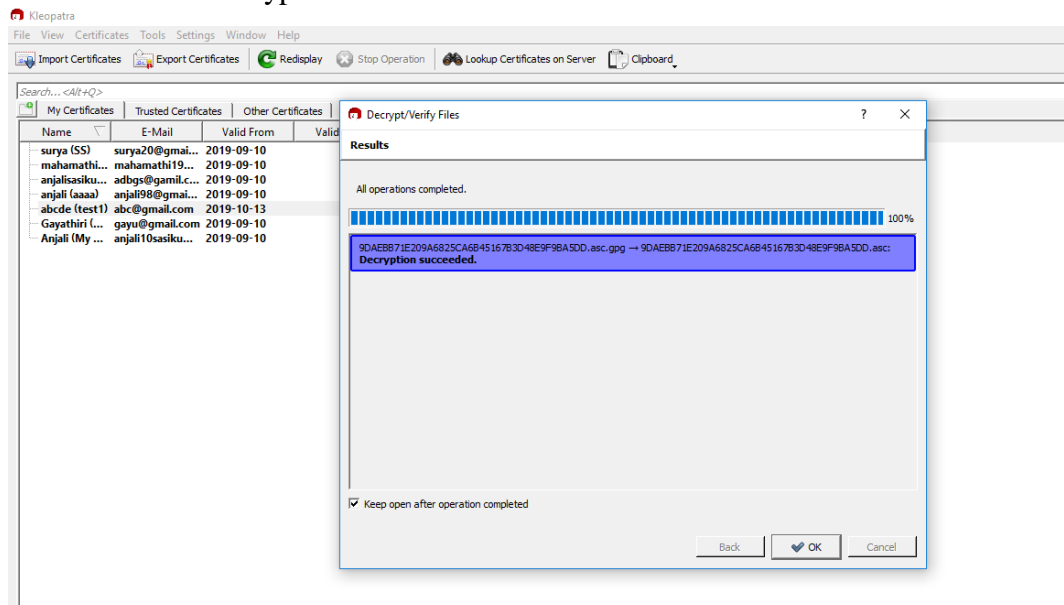 Kleopatra
File View Certificates Tools Settings Window Help
Import Certificates Export Certificates Redisplay Stop Operation Lookup Certificates on Server Clipboard
Search...<Alt+Q>
My Certificates Trusted Certificates Other Certificates
Name E-Mail Valid From Valid
surya (SS) surya20@gmai... 2019-09-10
mahamathi... mahamathi19... 2019-09-10
anjalisasiku... adbgs@gamil.c... 2019-09-10
anjali (aaaa) anjali98@gmai... 2019-09-10
abcde (test1) abc@gmail.com 2019-10-13
Gayathiri (... gayu@gmail.com 2019-09-10
Anjali (My ... anjali10sasiku... 2019-09-10
Decrypt/Verify Files ? ×
Results
All operations completed.
100%
9DAEBB71E209A6825CA6B45167B3D48E9F9BA5DD.asc.gpg → 9DAEBB71E209A6825CA6B45167B3D48E9F9BA5DD.asc:
Decryption succeeded.
Keep open after operation completed
Back OK Cancel